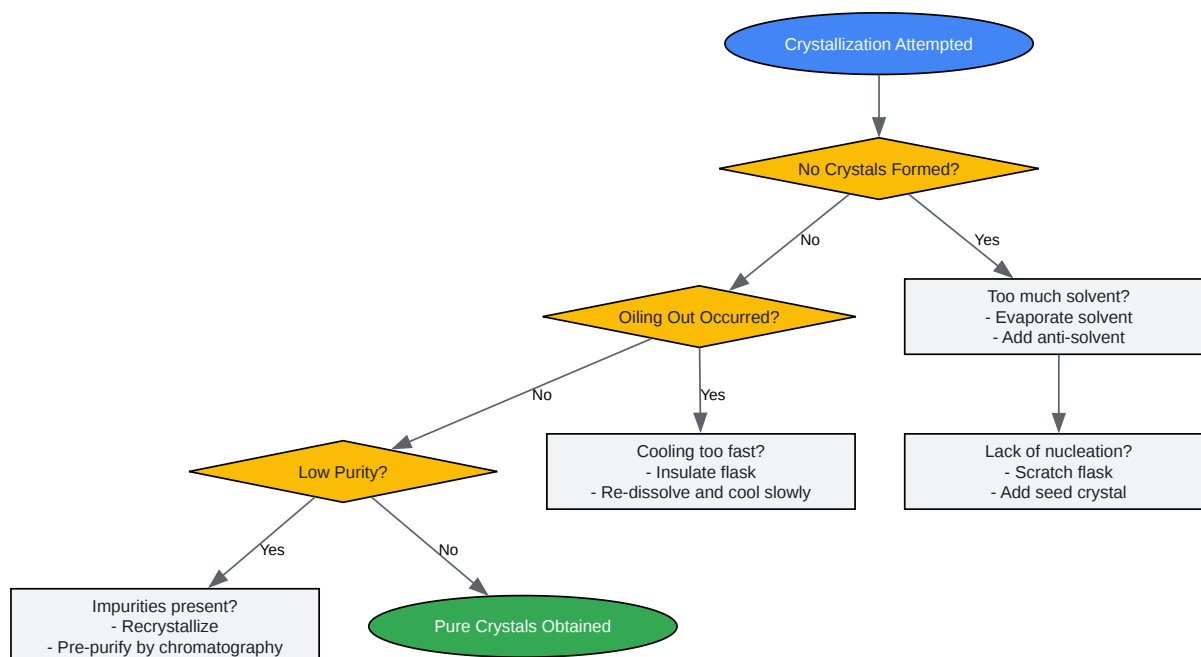 Crystallization Attempted
No Crystals Formed?
No
Yes
Oiling Out Occurred?
Too much solvent?
- Evaporate solvent
- Add anti-solvent
No
Yes
Low Purity?
Cooling too fast?
- Insulate flask
- Re-dissolve and cool slowly
Lack of nucleation?
- Scratch flask
- Add seed crystal
Yes
No
Impurities present?
- Recrystallize
- Pre-purify by chromatography
Pure Crystals Obtained